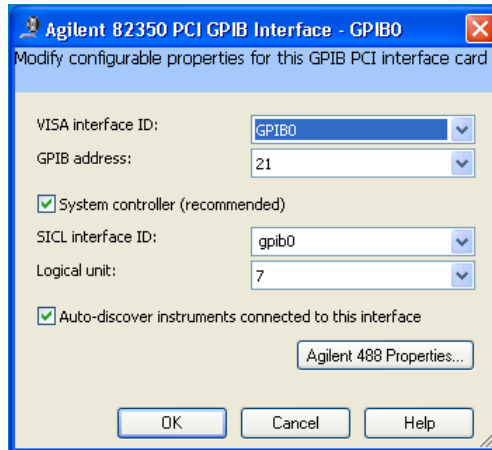 Agilent 82350 PCI GPIB Interface - GPIB0
Modify configurable properties for this GPIB PCI interface card
VISA interface ID: GPIB0
GPIB address: 21
System controller (recommended)
SICL interface ID: gpib0
Logical unit: 7
Auto-discover instruments connected to this interface
Agilent 488 Properties...
OK Cancel Help